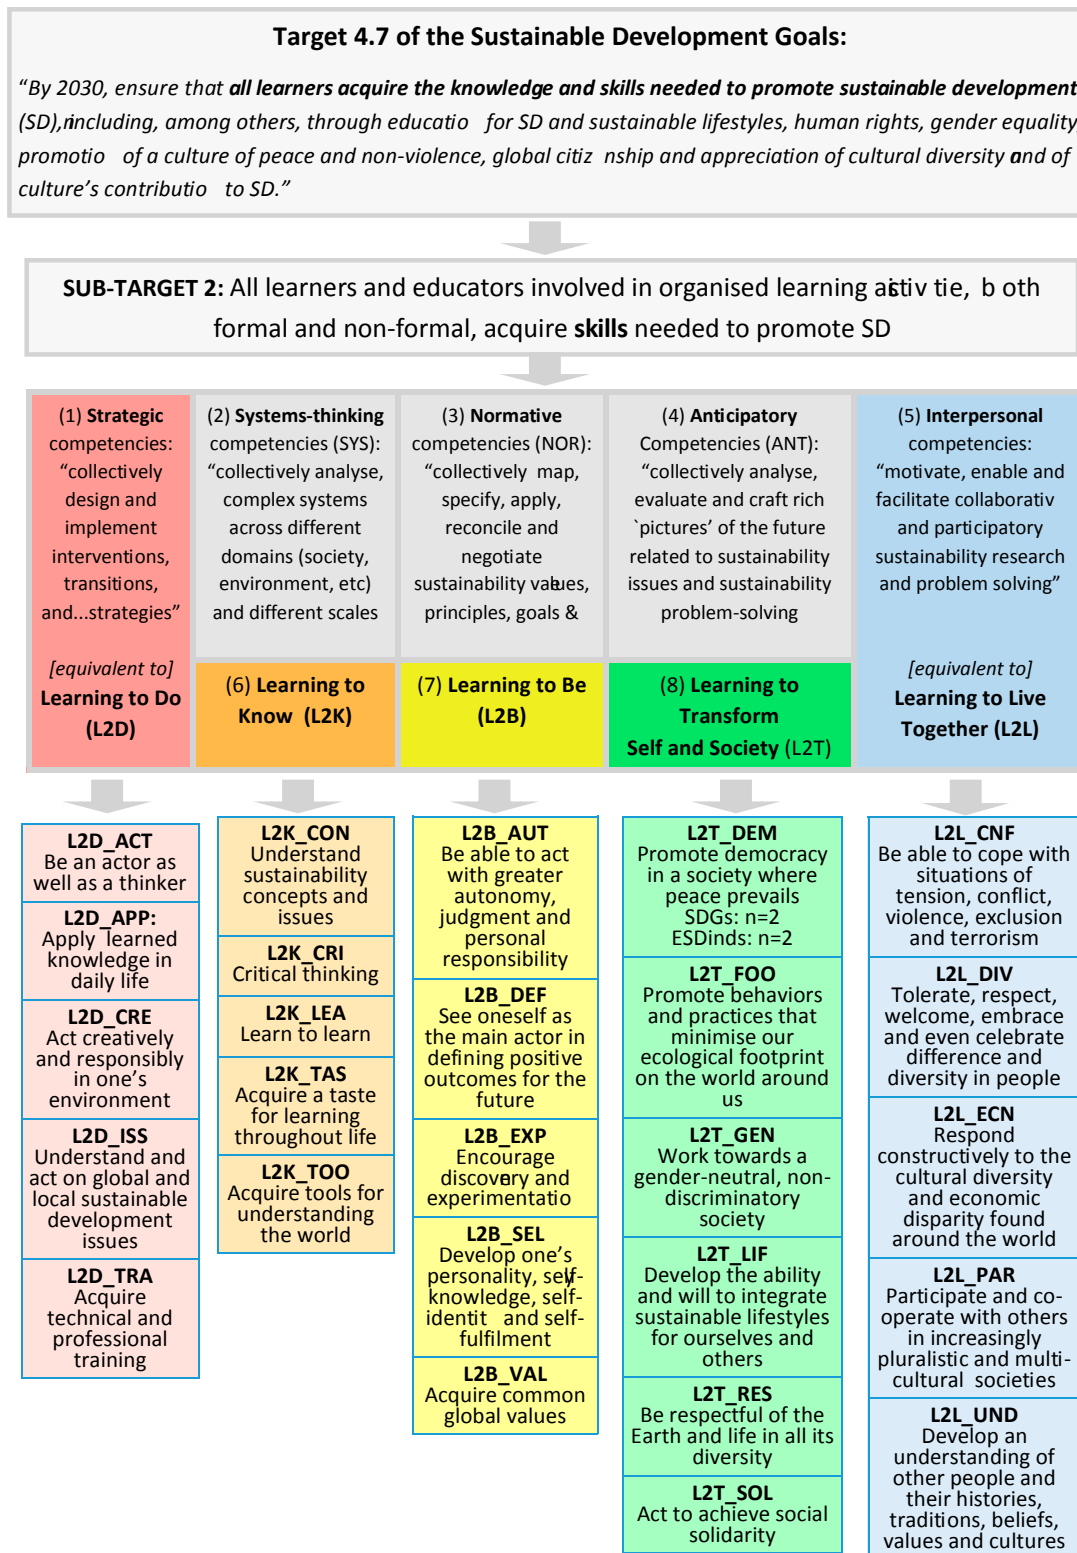 Target 4.7 of the Sustainable Development Goals:
“By 2030, ensure that all learners acquire the knowledge and skills needed to promote sustainable development
(SD), including, among others, through educatio for SD and sustainable lifestyles, human rights, gender equality,
promotio of a culture of peace and non-violence, global citiz nship and appreciation of cultural diversity and of
culture’s contributio to SD.”
SUB-TARGET 2: All learners and educators involved in organised learning activ tie, b oth
formal and non-formal, acquire skills needed to promote SD
(1) Strategic
competencies:
“collectively
design and
implement
interventions,
transitions,
and...strategies”
[equivalent to]
Learning to Do
(L2D)
(2) Systems-thinking
competencies (SYS):
“collectively analyse,
complex systems
across different
domains (society,
environment, etc)
and different scales
(6) Learning to
Know (L2K)
(3) Normative
competencies (NOR):
“collectively map,
specify, apply,
reconcile and
negotiate
sustainability values,
principles, goals &
(7) Learning to Be
(L2B)
(4) Anticipatory
Competencies (ANT):
“collectively analyse,
evaluate and craft rich
`pictures’ of the future
related to sustainability
issues and sustainability
problem-solving
(8) Learning to
Transform
Self and Society (L2T)
(5) Interpersonal
competencies:
“motivate, enable and
facilitate collaborativ
and participatory
sustainability research
and problem solving”
[equivalent to]
Learning to Live
Together (L2L)
L2D_ACT
Be an actor as
well as a thinker
L2D_APP:
Apply learned
knowledge in
daily life
L2D_CRE
Act creatively
and responsibly
in one’s
environment
L2D_ISS
Understand and
act on global and
local sustainable
development
issues
L2D_TRA
Acquire
technical and
professional
training
L2K_CON
Understand
sustainability
concepts and
issues
L2K_CRI
Critical thinking
L2K_LEA
Learn to learn
L2K_TAS
Acquire a taste
for learning
throughout life
L2K_TOO
Acquire tools for
understanding
the world
L2B_AUT
Be able to act
with greater
autonomy,
judgment and
personal
responsibility
L2B_DEF
See oneself as
the main actor in
defining positive
outcomes for the
future
L2B_EXP
Encourage
discovery and
experimentatio
L2B_SEL
Develop one’s
personality, self-
knowledge, self-
identit and self-
fulfilment
L2B_VAL
Acquire common
global values
L2T_DEM
Promote democracy
in a society where
peace prevails
SDGs: n=2
ESDinds: n=2
L2T_FOO
Promote behaviors
and practices that
minimise our
ecological footprint
on the world around
us
L2T_GEN
Work towards a
gender-neutral, non-
discriminatory
society
L2T_LIF
Develop the ability
and will to integrate
sustainable lifestyles
for ourselves and
others
L2T_RES
Be respectful of the
Earth and life in all its
diversity
L2T_SOL
Act to achieve social
solidarity
L2L_CNF
Be able to cope with
situations of
tension, conflict,
violence, exclusion
and terrorism
L2L_DIV
Tolerate, respect,
welcome, embrace
and even celebrate
difference and
diversity in people
L2L_ECN
Respond
constructively to the
cultural diversity
and economic
disparity found
around the world
L2L_PAR
Participate and co-
operate with others
in increasingly
pluralistic and multi-
cultural societies
L2L_UND
Develop an
understanding of
other people and
their histories,
traditions, beliefs,
values and cultures